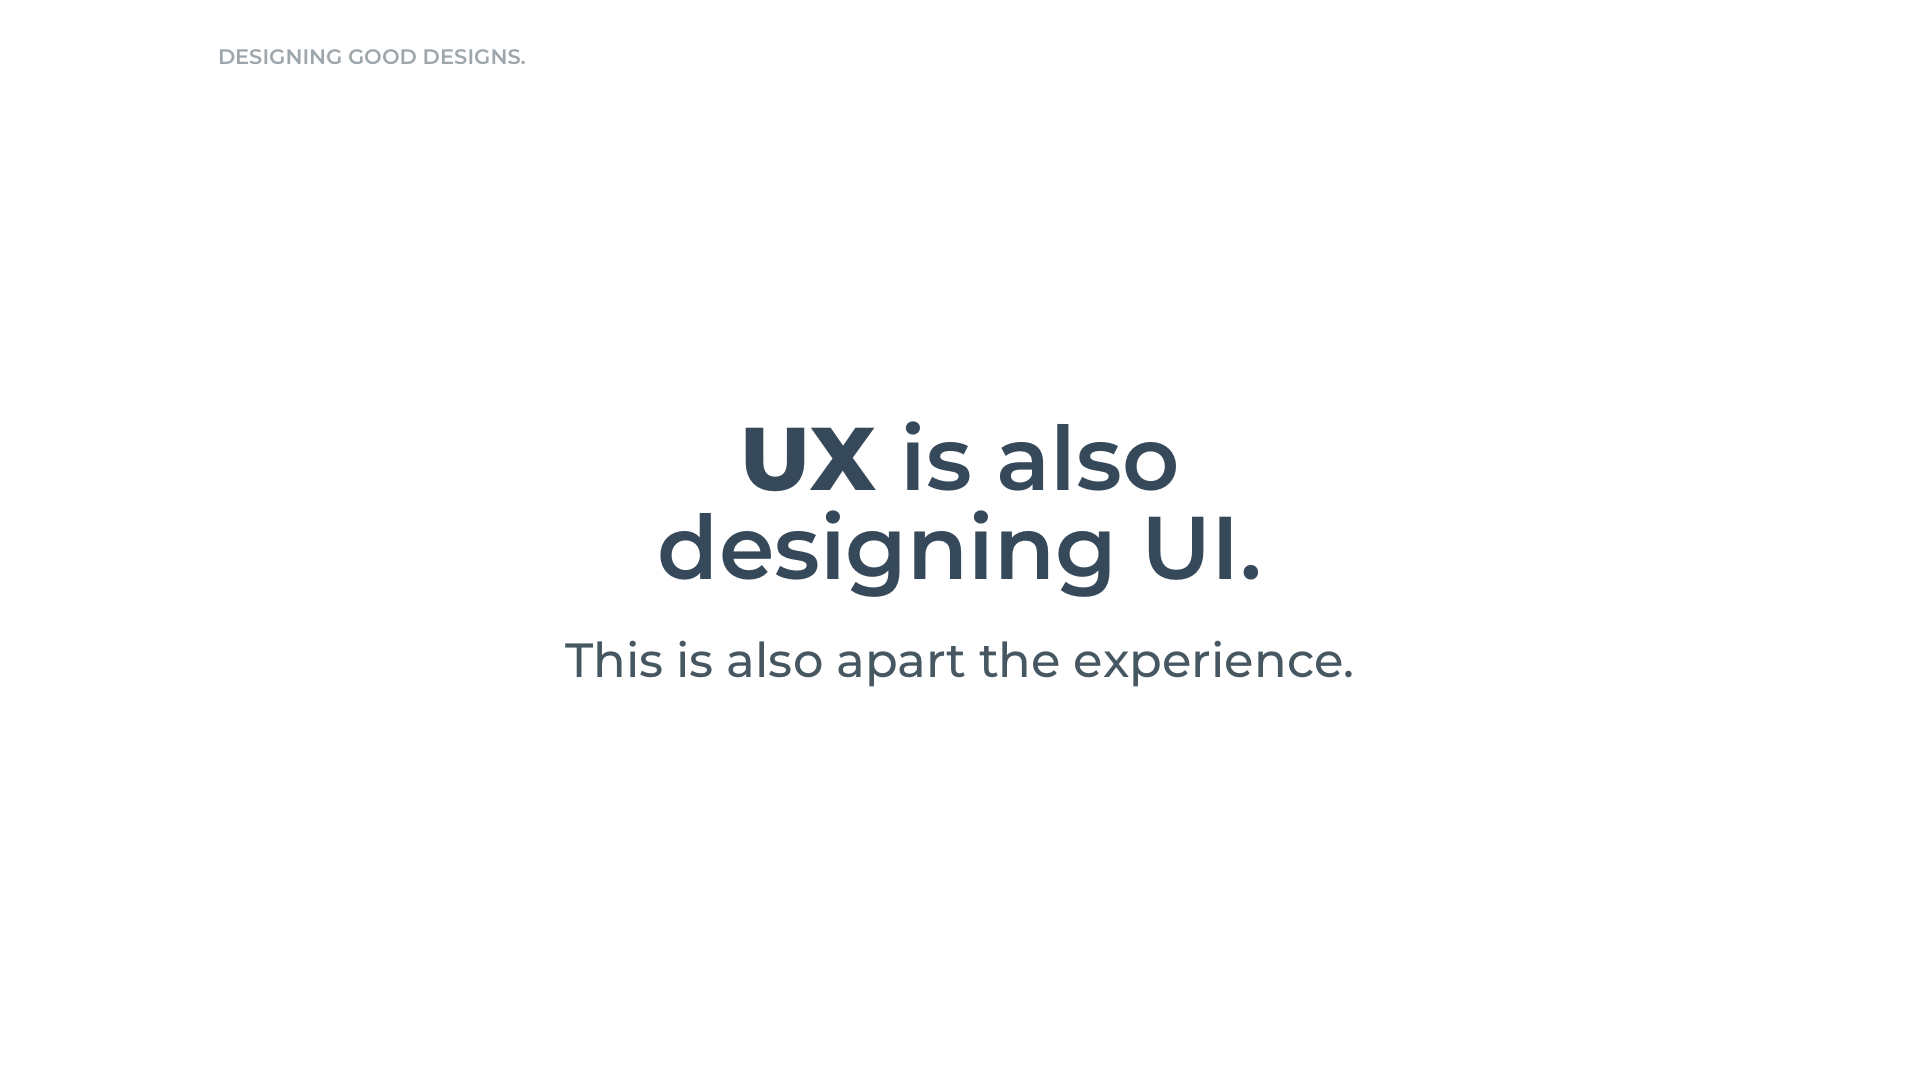 DESIGNING GOOD DESIGNS.
UX is also
designing UI.
This is also apart the experience.